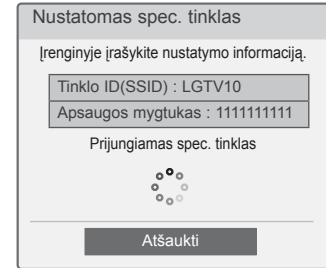 Nustatomas spec. tinklas
Įrenginyje įrašykite nustatymo informaciją.
Tinklo ID(SSID) : LGTV10
Apsaugos mygtukas : 1111111111
Prijungiamas spec. tinklas
Atšaukti